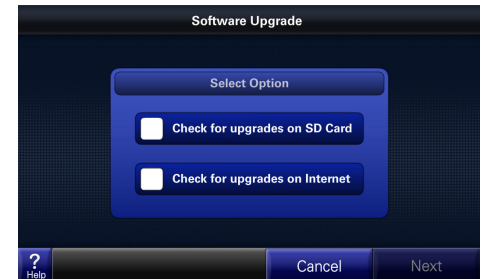 Software Upgrade
Select Option
Check for upgrades on SD Card
Check for upgrades on Internet
?
Help
Cancel
Next